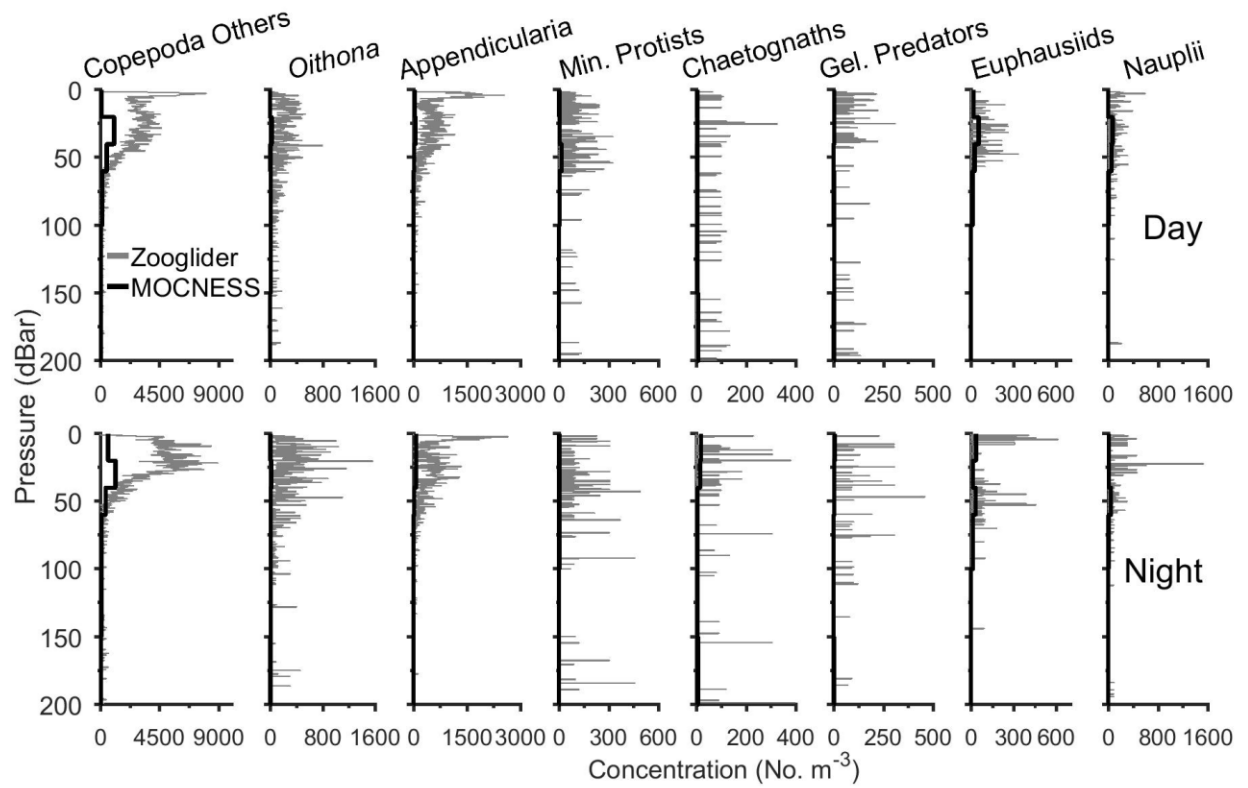 Copepoda Others Oithona Appendicularia Min. Protists Chaetognaths Gel. Predators Euphausiids Nauplii
0
50
100
150
200
Zooglider
MOCNESS
Day
0 4500 9000 0 800 1600 0 1500 3000 0 300 600 0 200 400 0 250 500 0 300 600 0 800 1600
Pressure (dBar)
0
50
100
150
200
Night
0 4500 9000 0 800 1600 0 1500 3000 0 300 600 0 200 400 0 250 500 0 300 600 0 800 1600
Concentration (No. m⁻³)